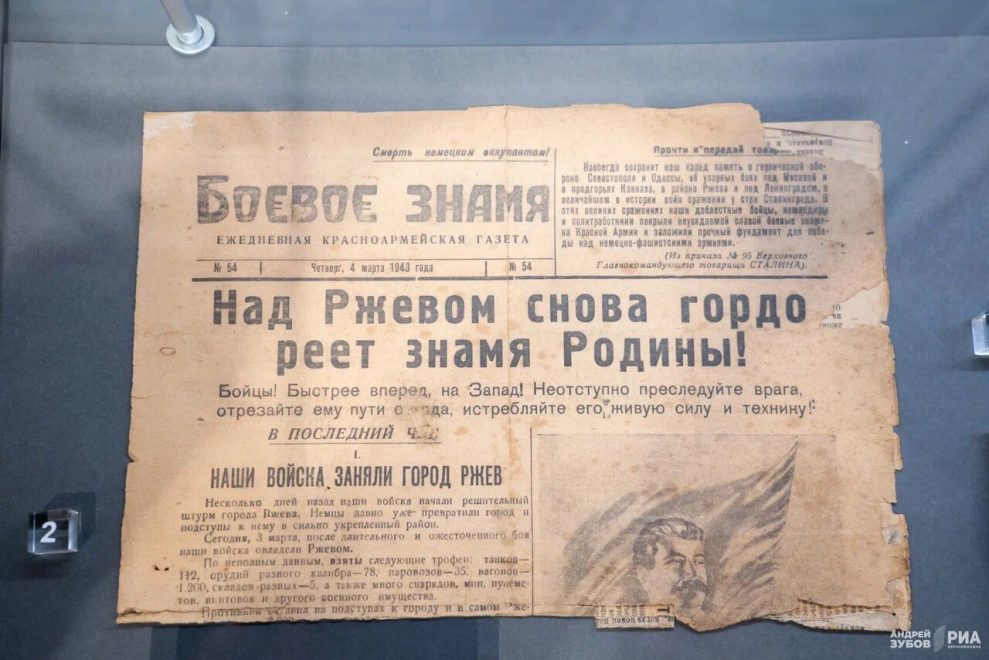 Смерть немецким оккупантам!
БОЕВОЕ ЗНАМЯ
ЕЖЕДНЕВНАЯ КРАСНОАРМЕЙСКАЯ ГАЗЕТА
№ 54 | Четверг, 4 марта 1943 года | № 54
Прочти и передай
Навсегда сохранит наш народ память о героической обо-
роне Севастополя и Одессы, об упорных боях под Москвой и
в предгорьях Кавказа, в районе Ржева и под Ленинградом, о
величайшем в истории войн сражении у стен Сталинграда. В
этих великих сражениях наши доблестные бойцы, командиры
и политработники покрыли неувядаемой славой боевые знаме-
на Красной Армии и заложили прочный фундамент для побе-
ды над немецко-фашистскими армиями.
(Из приказа № 95 Верховного
Главнокомандующего товарища СТАЛИНА).
Над Ржевом снова гордо
реет знамя Родины!
Бойцы! Быстрее вперед, на Запад! Неотступно преследуйте врага,
отрезайте ему пути истребляйте его живую силу и технику!
В ПОСЛЕДНИЙ
I.
НАШИ ВОЙСКА ЗАНЯЛИ ГОРОД РЖЕВ
Несколько дней назад наши войска начали решительный
штурм города Ржева. Немцы давно уже превратили город и
подступы к нему в сильно укрепленный район.
Сегодня, 3 марта, после длительного и ожесточенного боя
наши войска овладели Ржевом.
По неполным данным, взяты следующие трофеи: танков—
112, орудий разного калибра—78, паровозов—35, вагонов—
1.200, складов разных—5, а также много снарядов, мин, пулеме-
тов, винтовок и другого военного имущества.
Противник на подступах к городу и в самом
2
АНДРЕЙ
ЗУБОВ
РИА